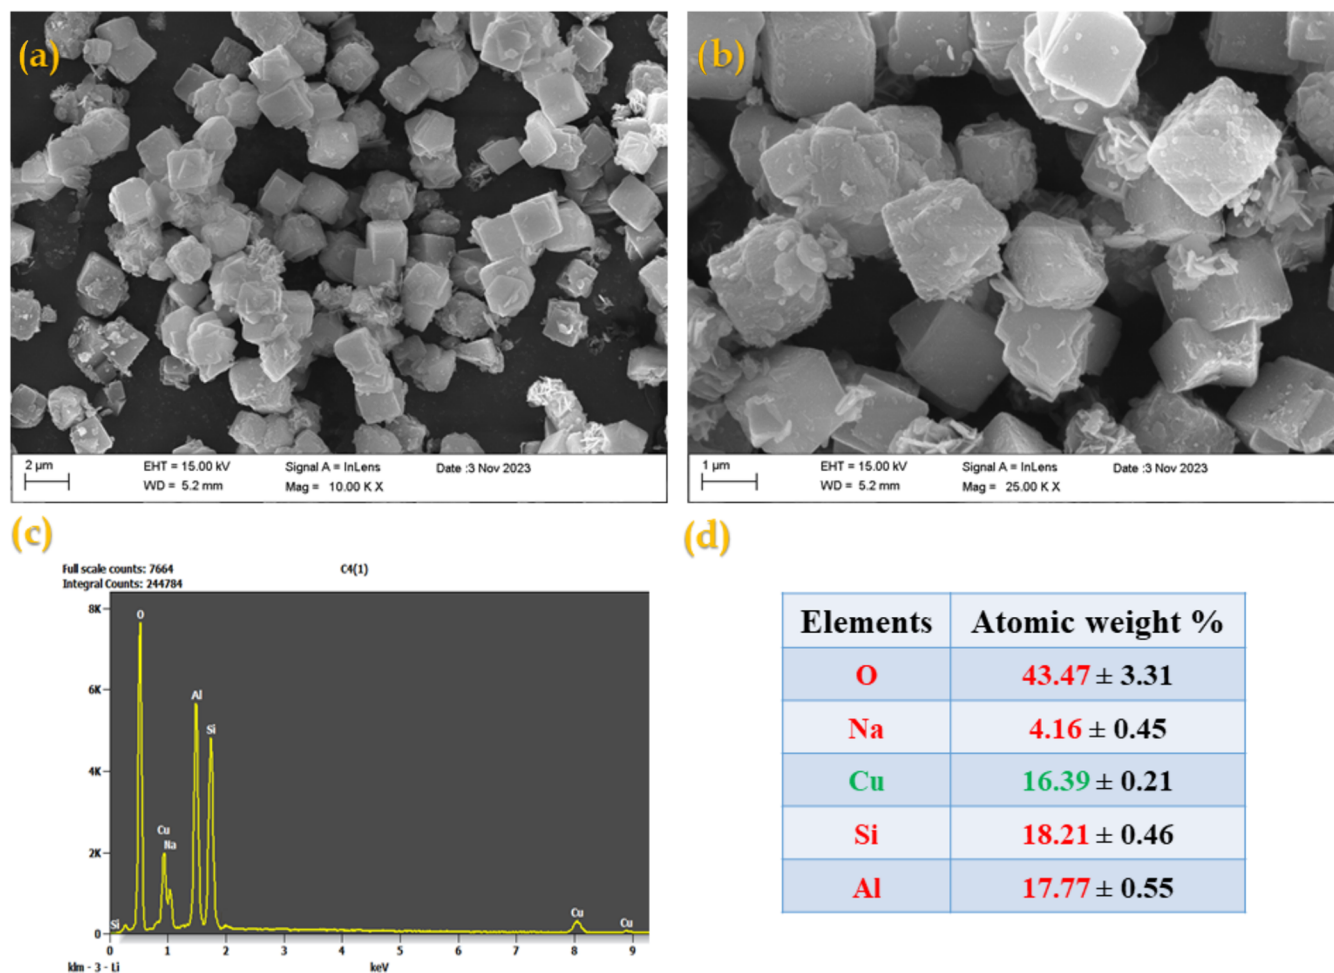 (a)
(b)
2 µm
EHT = 15.00 kV
Signal A = InLens
Date :3 Nov 2023
WD = 5.2 mm
Mag = 10.00 K X
1 µm
EHT = 15.00 kV
Signal A = InLens
Date :3 Nov 2023
WD = 5.2 mm
Mag = 25.00 K X
(c)
(d)
Full scale counts: 7664
C4(1)
Integral Counts: 244784
8K
6K
4K
2K
0
O
Al
Si
Cu
Na
Si
Cu
Cu
0 1 2 3 4 5 6 7 8 9
klm - 3 - Li
keV
Elements Atomic weight %
O 43.47 ± 3.31
Na 4.16 ± 0.45
Cu 16.39 ± 0.21
Si 18.21 ± 0.46
Al 17.77 ± 0.55